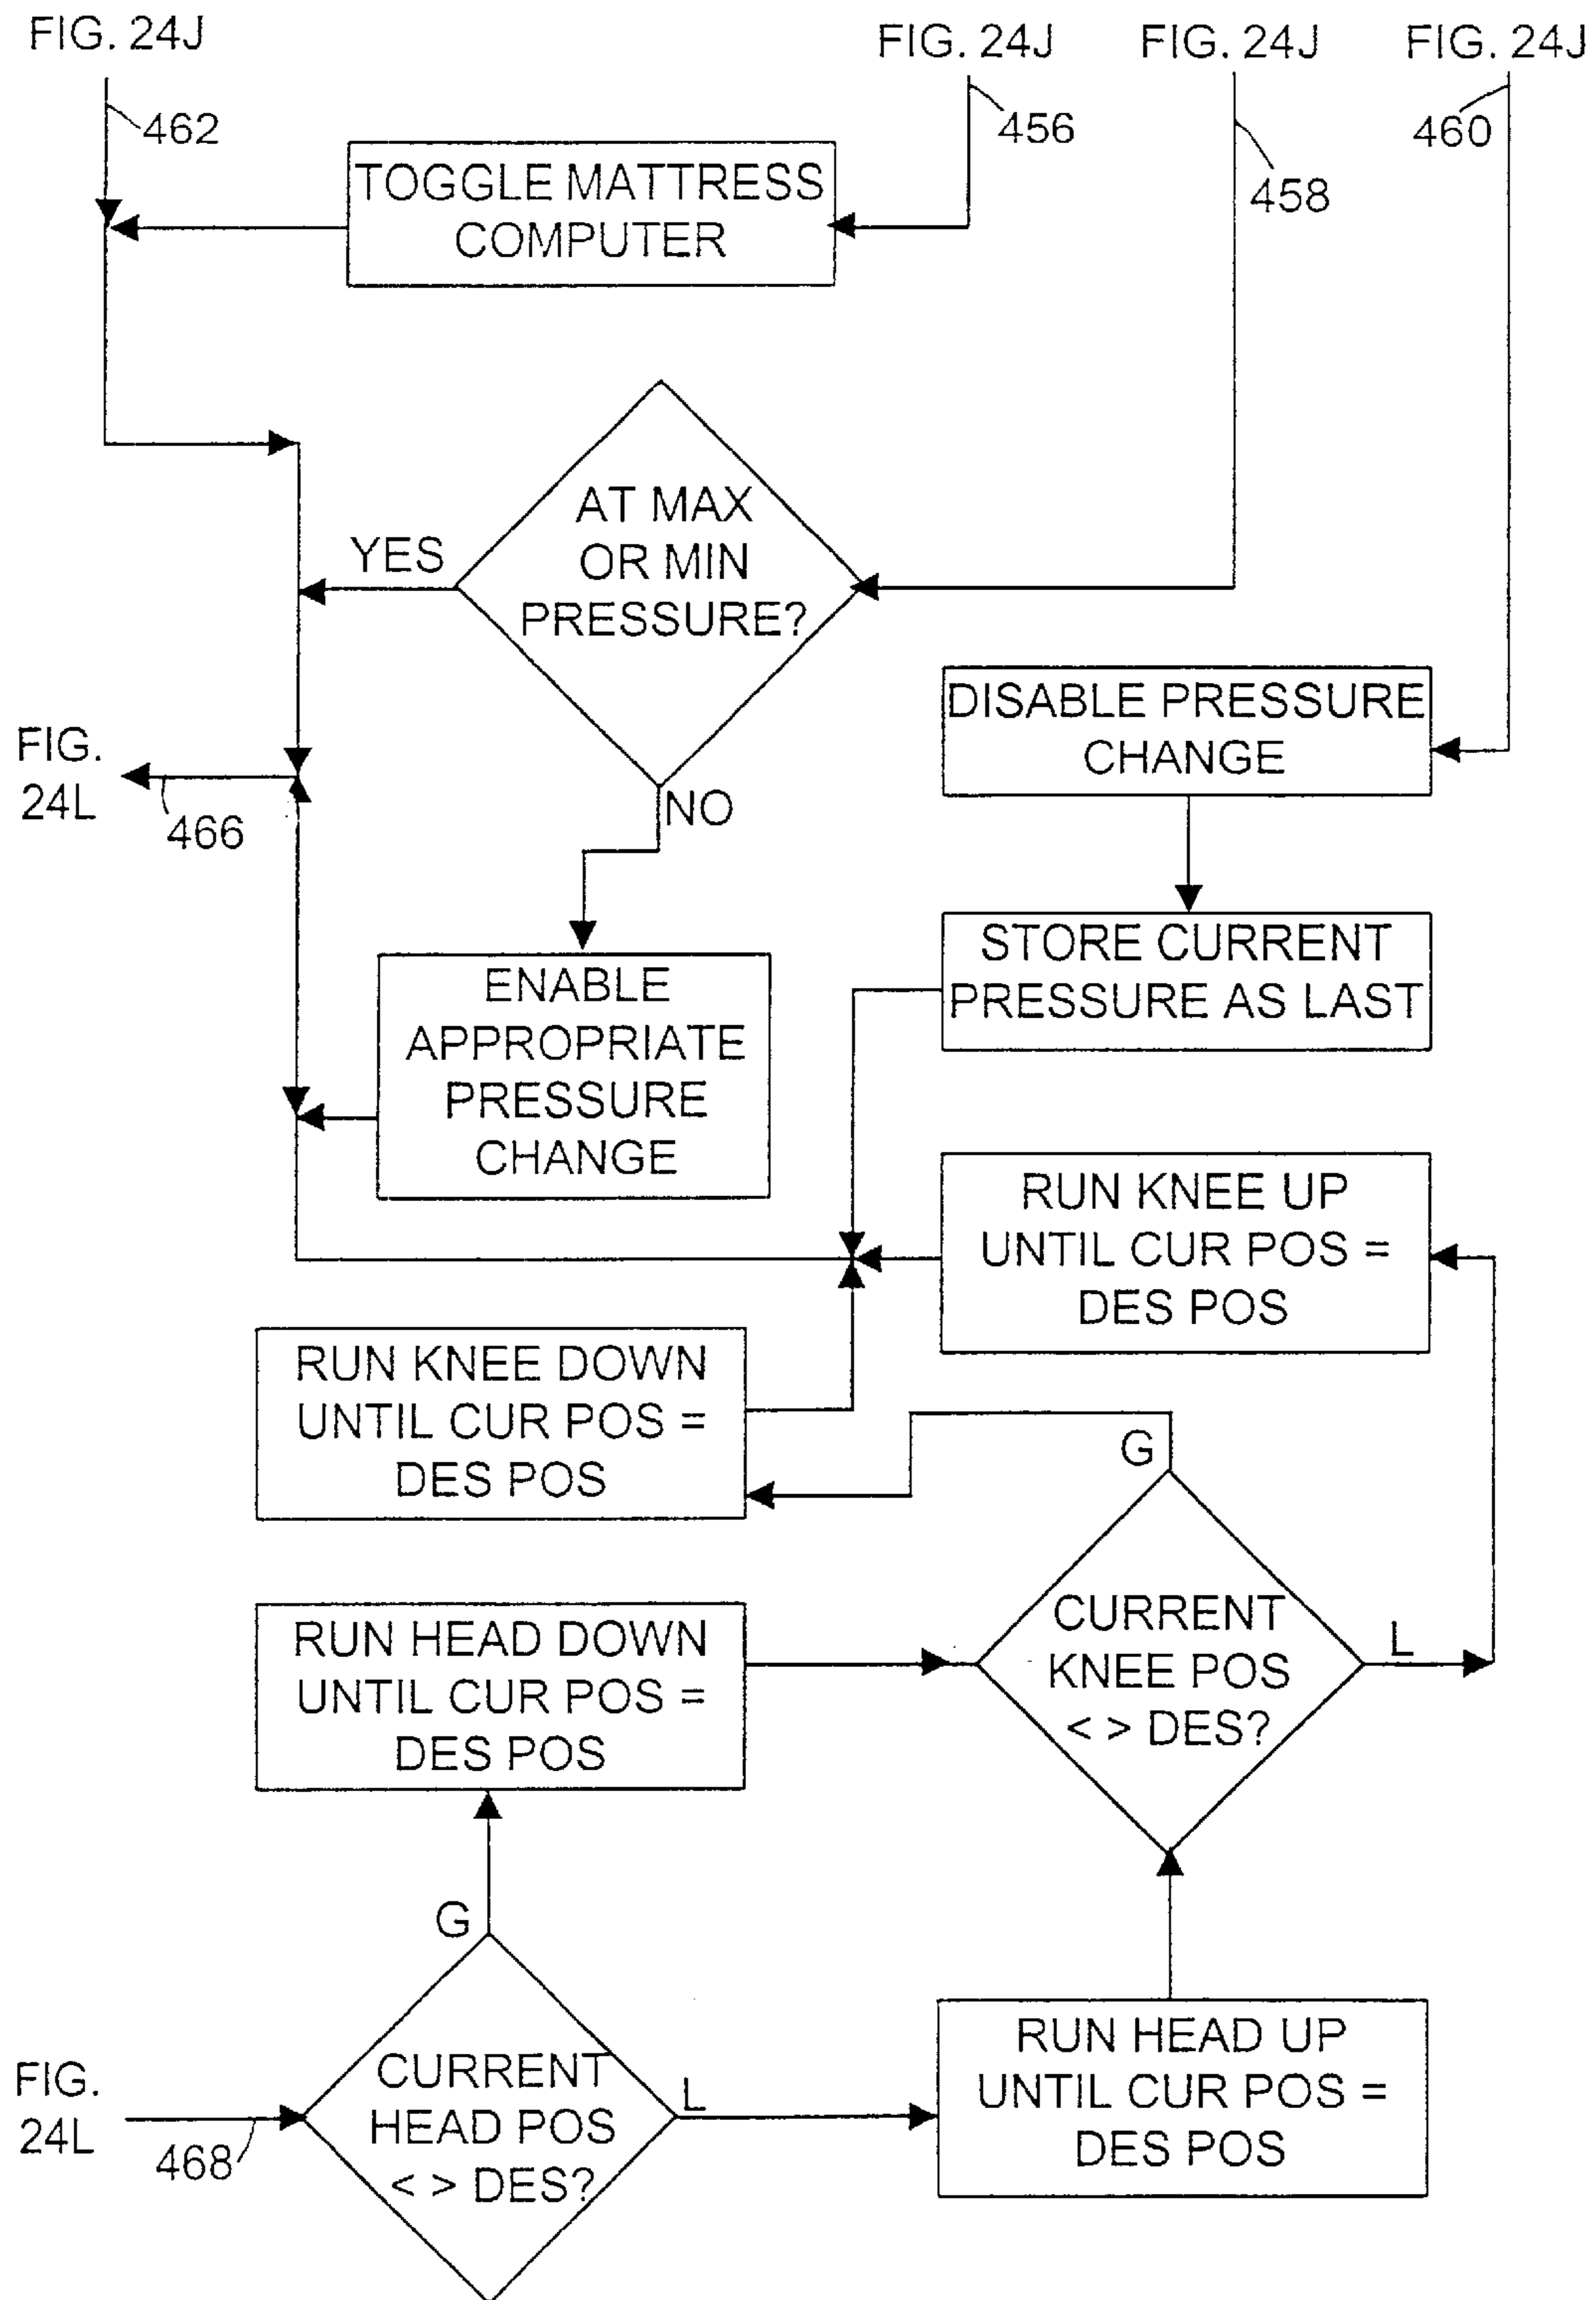 FIG. 24J
FIG. 24J
FIG. 24J
FIG. 24J
462
456
458
460
TOGGLE MATTRESS
COMPUTER
AT MAX
OR MIN
PRESSURE?
YES
NO
DISABLE PRESSURE
CHANGE
FIG.
24L
466
STORE CURRENT
PRESSURE AS LAST
ENABLE
APPROPRIATE
PRESSURE
CHANGE
RUN KNEE UP
UNTIL CUR POS =
DES POS
RUN KNEE DOWN
UNTIL CUR POS =
DES POS
G
CURRENT
KNEE POS
< > DES?
L
RUN HEAD DOWN
UNTIL CUR POS =
DES POS
G
FIG.
24L
468
CURRENT
HEAD POS
< > DES?
L
RUN HEAD UP
UNTIL CUR POS =
DES POS